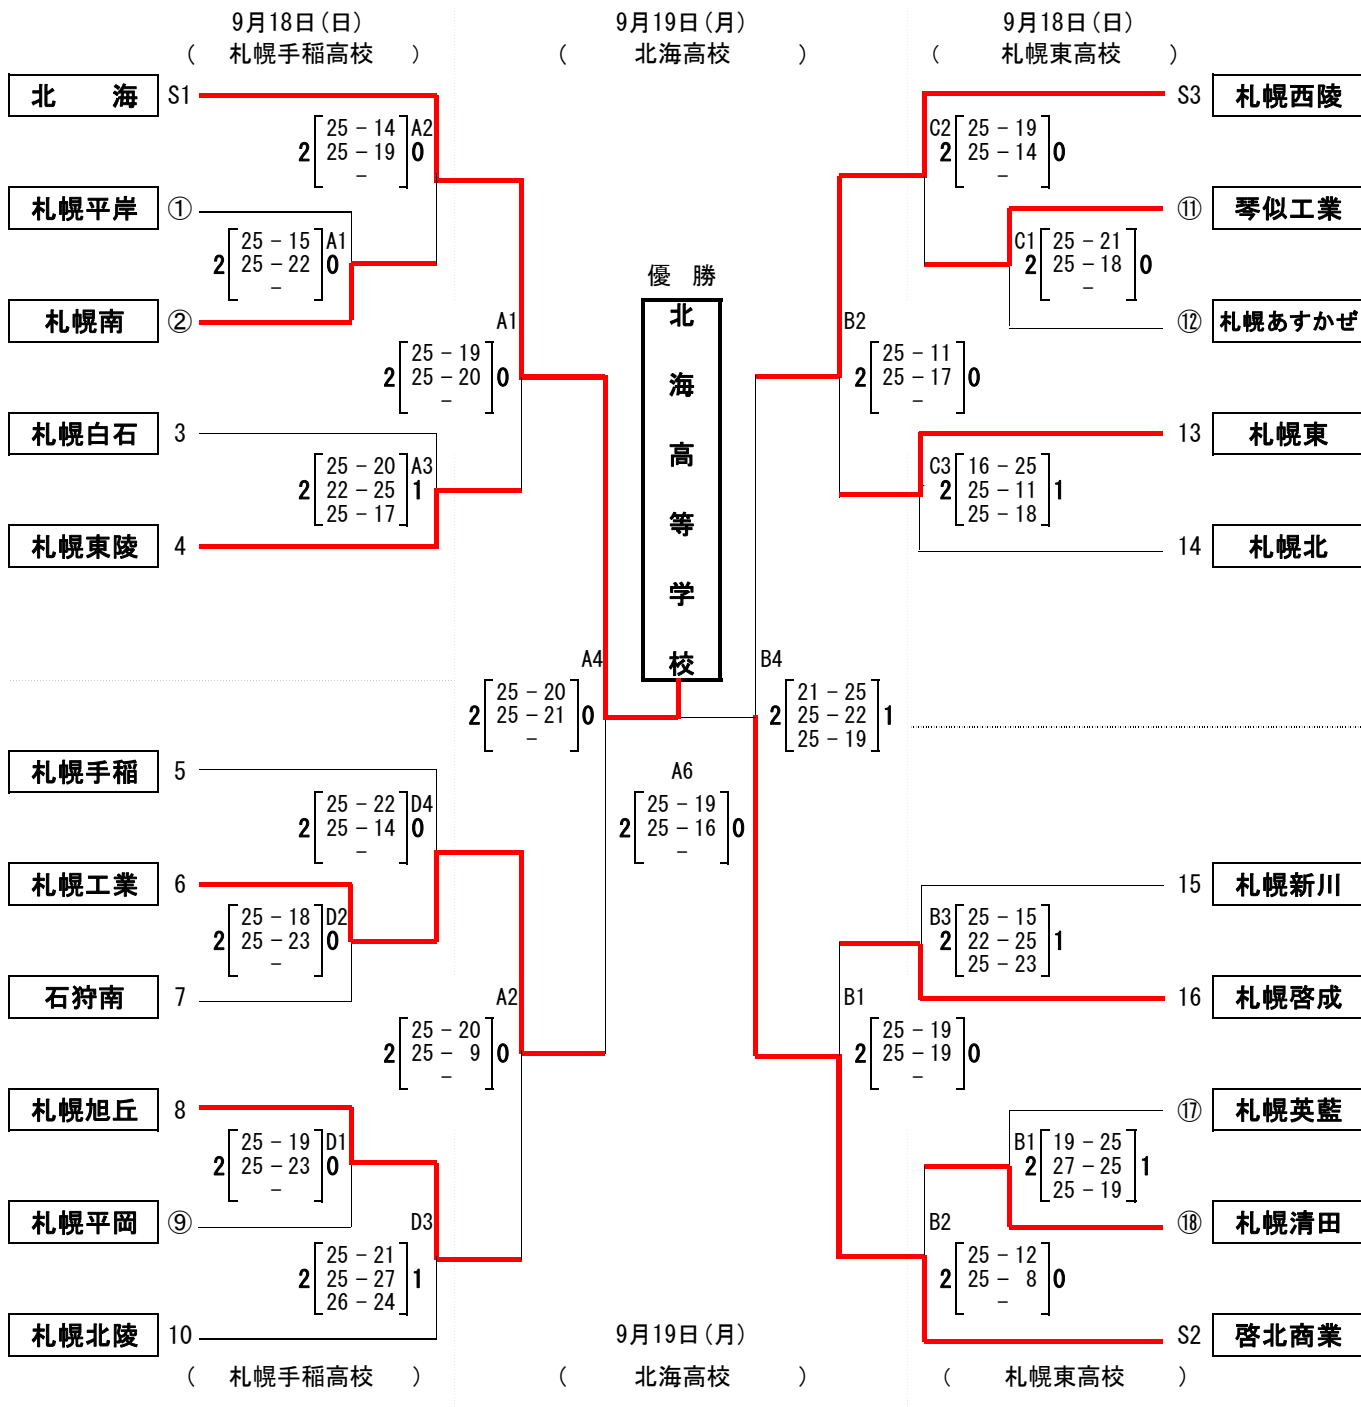 9月18日(日)
( 札幌手稲高校 )
9月19日(月)
( 北海高校 )
9月18日(日)
( 札幌東高校 )
北 海 S1
2 25 - 14 A2
25 - 19 0
-
札幌平岸 ①
2 25 - 15 A1
25 - 22 0
-
札幌南 ②
A1
2 25 - 19
25 - 20 0
-
札幌白石 3
2 25 - 20 A3
22 - 25 1
25 - 17
札幌東陵 4
A4
2 25 - 20
25 - 21 0
-
札幌手稲 5
2 25 - 22 D4
25 - 14 0
-
札幌工業 6
2 25 - 18 D2
25 - 23 0
-
石狩南 7
A2
2 25 - 20
25 - 9 0
-
札幌旭丘 8
2 25 - 19 D1
25 - 23 0
-
札幌平岡 ⑨
D3
2 25 - 21
25 - 27 1
26 - 24
札幌北陵 10
( 札幌手稲高校 )
優 勝
北
海
高
等
学
校
A6
2 25 - 19
25 - 16 0
-
9月19日(月)
( 北海高校 )
S3 札幌西陵
C2 25 - 19
2 25 - 14 0
-
⑪ 琴似工業
C1 25 - 21
2 25 - 18 0
-
⑫ 札幌あすかぜ
B2
25 - 11
2 25 - 17 0
-
13 札幌東
C3 16 - 25
2 25 - 11 1
25 - 18
14 札幌北
B4
21 - 25
2 25 - 22 1
25 - 19
15 札幌新川
B3 25 - 15
2 22 - 25 1
25 - 23
16 札幌啓成
B1
25 - 19
2 25 - 19 0
-
⑰ 札幌英藍
B1 19 - 25
2 27 - 25 1
25 - 19
⑱ 札幌清田
B2
25 - 12
2 25 - 8 0
-
S2 啓北商業
( 札幌東高校 )